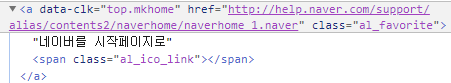 ▼<a data-clk="top.mkhome" href="http://help.naver.com/support/
alias/contents2/naverhome/naverhome_1.naver" class="al_favorite">
"네이버를 시작페이지로"
<span class="al_ico_link"></span>
</a>